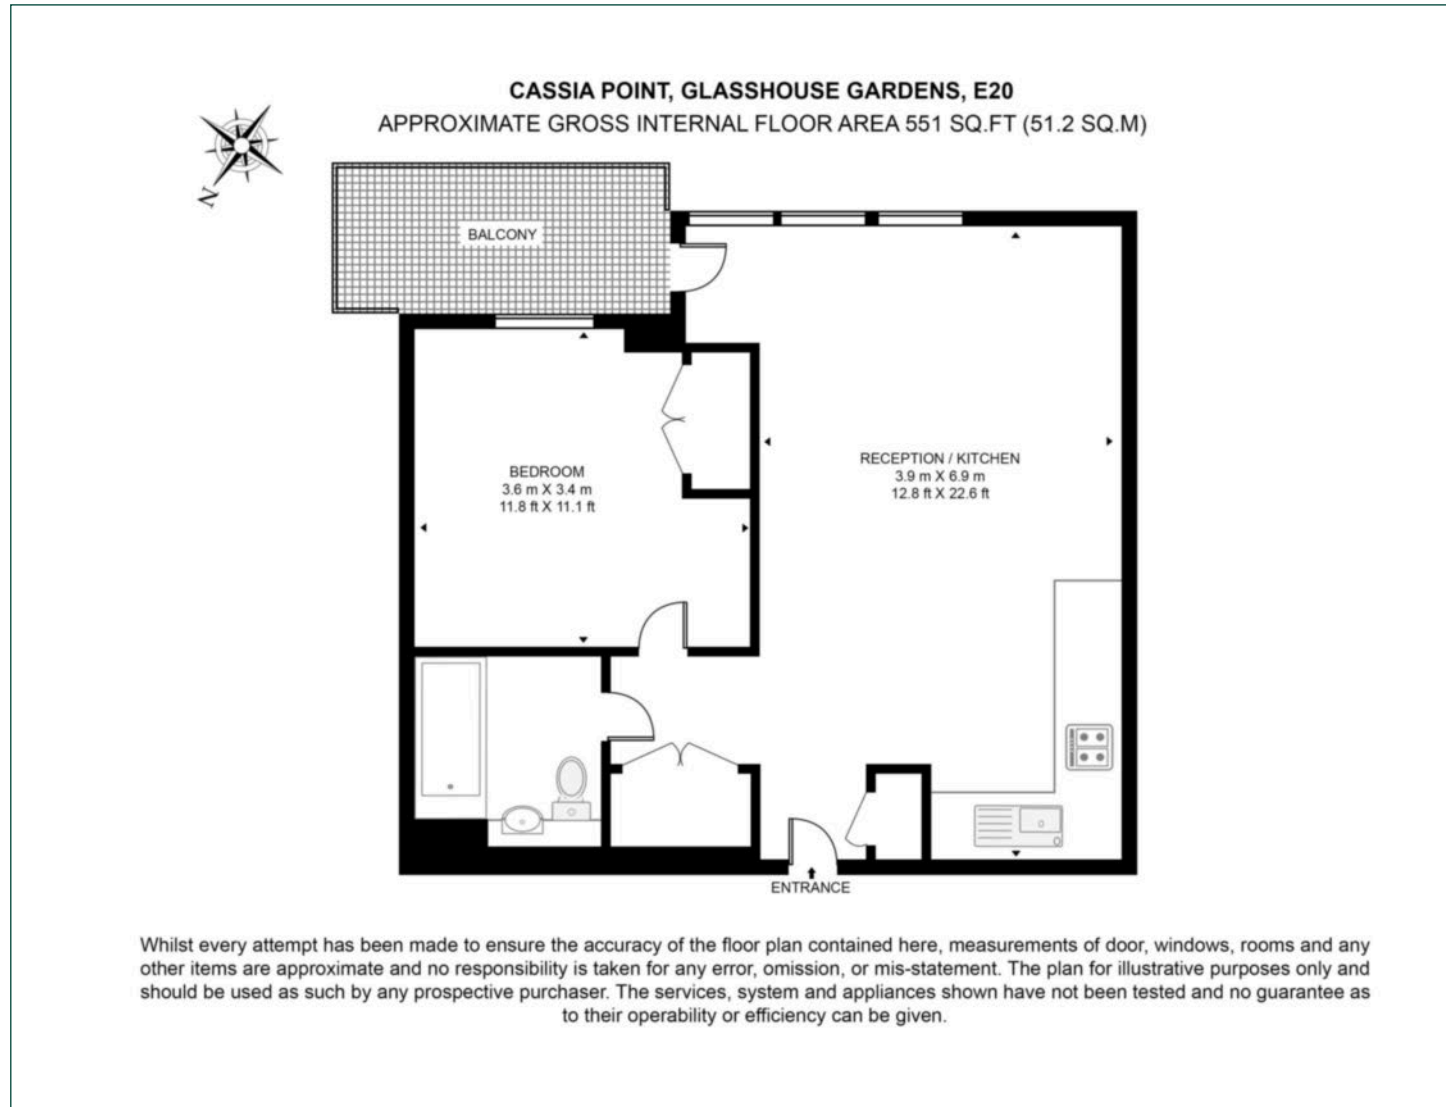 CASSIA POINT, GLASSHOUSE GARDENS, E20
APPROXIMATE GROSS INTERNAL FLOOR AREA 551 SQ.FT (51.2 SQ.M)
N
BALCONY
BEDROOM
3.6 m X 3.4 m
11.8 ft X 11.1 ft
RECEPTION / KITCHEN
3.9 m X 6.9 m
12.8 ft X 22.6 ft
ENTRANCE
Whilst every attempt has been made to ensure the accuracy of the floor plan contained here, measurements of door, windows, rooms and any
other items are approximate and no responsibility is taken for any error, omission, or mis-statement. The plan for illustrative purposes only and
should be used as such by any prospective purchaser. The services, system and appliances shown have not been tested and no guarantee as
to their operability or efficiency can be given.